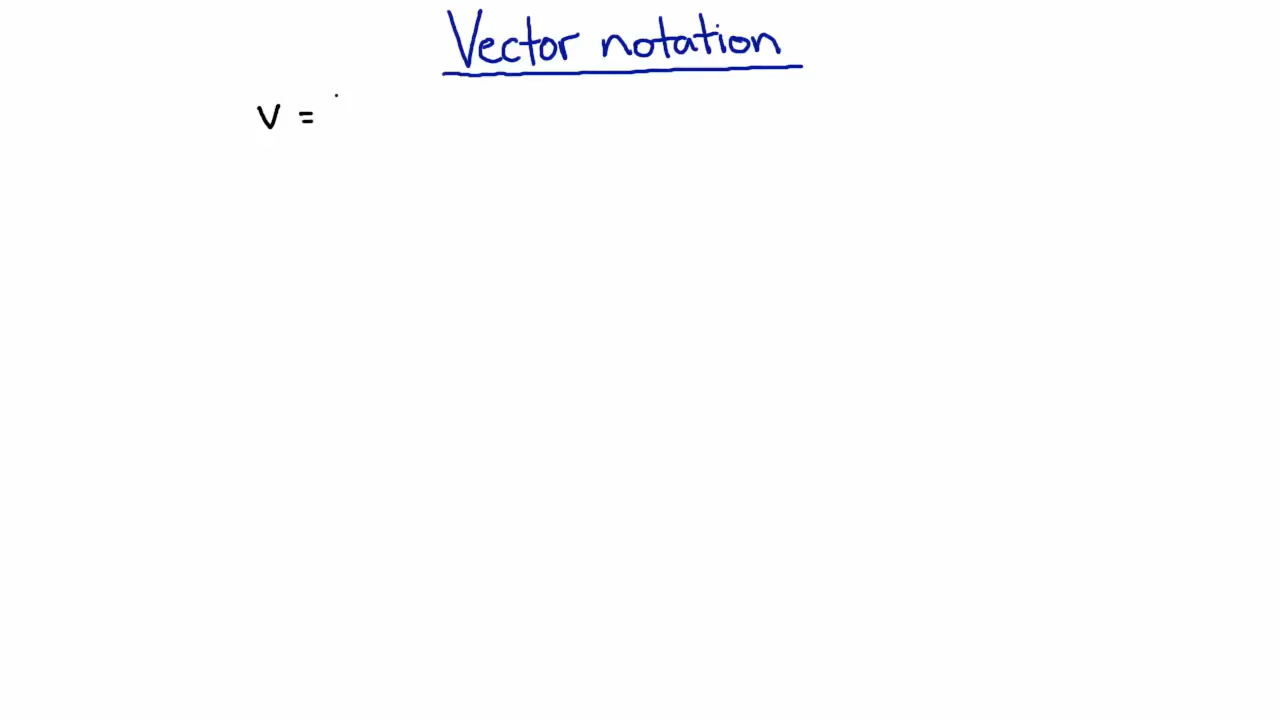 Vector notation
v =